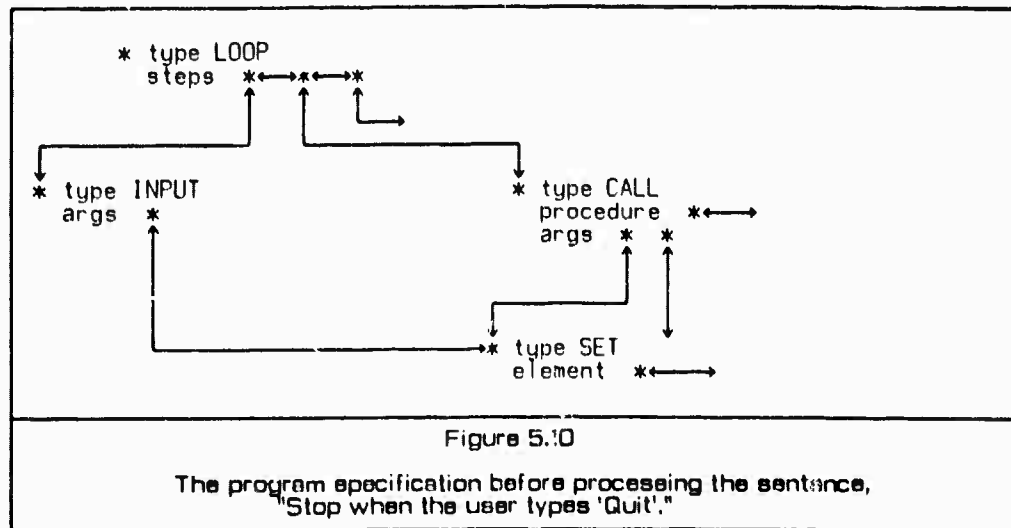 * type LOOP
steps * * *
* type INPUT
args *
* type CALL
procedure *
args * *
* type SET
element *
Figure 5.10
The program specification before processing the sentence,
"Stop when the user types 'Quit'."